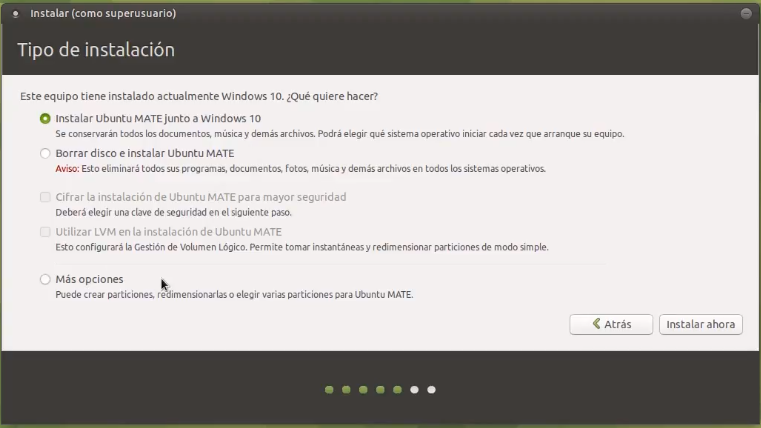 Instalar (como superusuario)
Tipo de instalación
Este equipo tiene instalado actualmente Windows 10. ¿Qué quiere hacer?
Instalar Ubuntu MATE junto a Windows 10
Se conservarán todos los documentos, música y demás archivos. Podrá elegir qué sistema operativo iniciar cada vez que arranque su equipo.
Borrar disco e instalar Ubuntu MATE
Aviso: Esto eliminará todos sus programas, documentos, fotos, música y demás archivos en todos los sistemas operativos.
Cifrar la instalación de Ubuntu MATE para mayor seguridad
Deberá elegir una clave de seguridad en el siguiente paso.
Utilizar LVM en la instalación de Ubuntu MATE
Esto configurará la Gestión de Volumen Lógico. Permite tomar instantáneas y redimensionar particiones de modo simple.
Más opciones
Puede crear particiones, redimensionarlas o elegir varias particiones para Ubuntu MATE.
Atrás
Instalar ahora